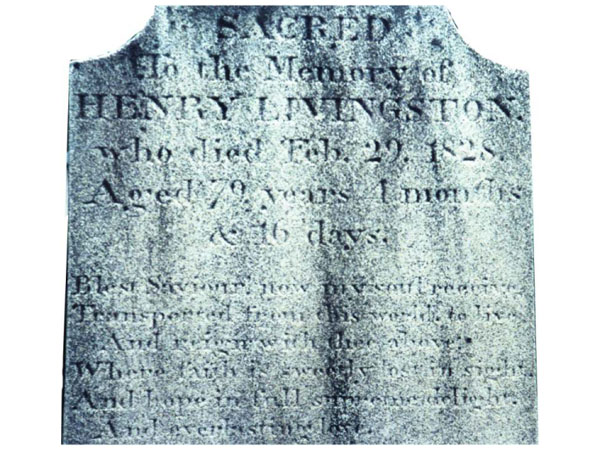 SACRED
To the Memory of
HENRY LIVINGSTON.
who died Feb. 29. 1828.
Aged 79 years 4 months
& 16 days.
Blest Saviour! now my soul receive,
Transported from this world, to live
And reign with thee above;
Where faith is sweetly lost in sight,
And hope in full supreme delight,
And everlasting love.